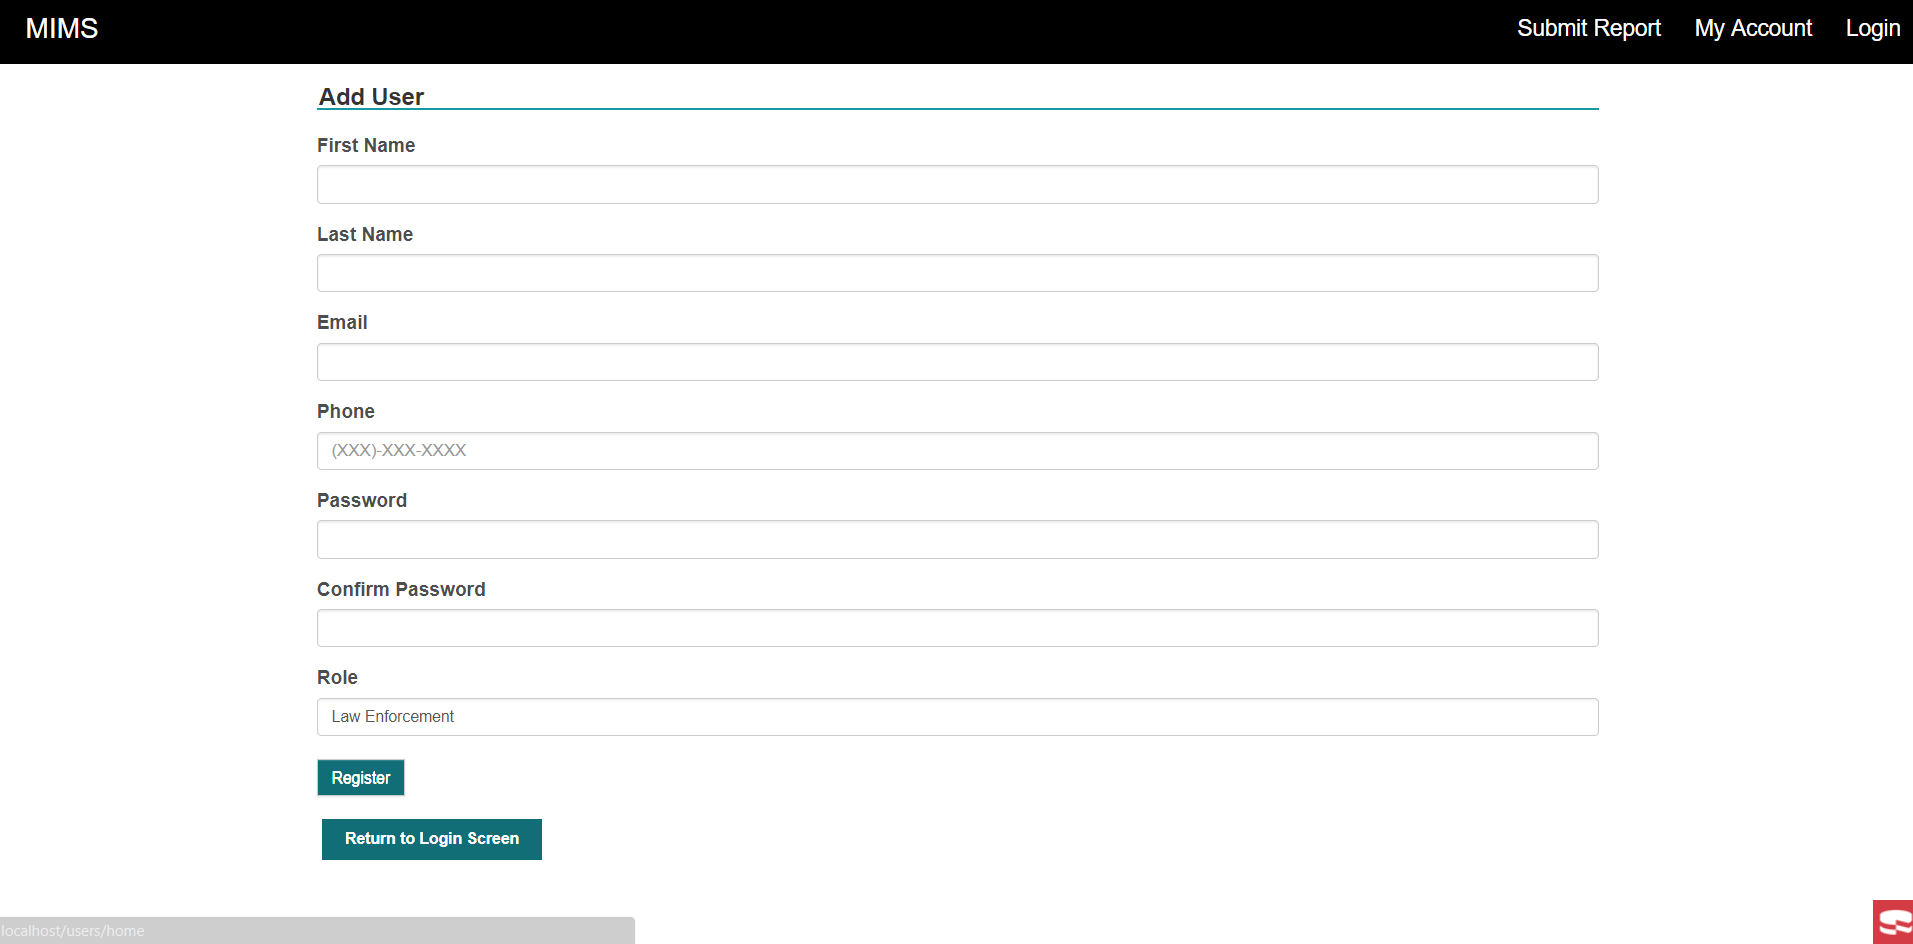 MIMS
Submit Report My Account Login
Add User
First Name
Last Name
Email
Phone
(XXX)-XXX-XXXX
Password
Confirm Password
Role
Law Enforcement
Register
Return to Login Screen
localhost/users/home